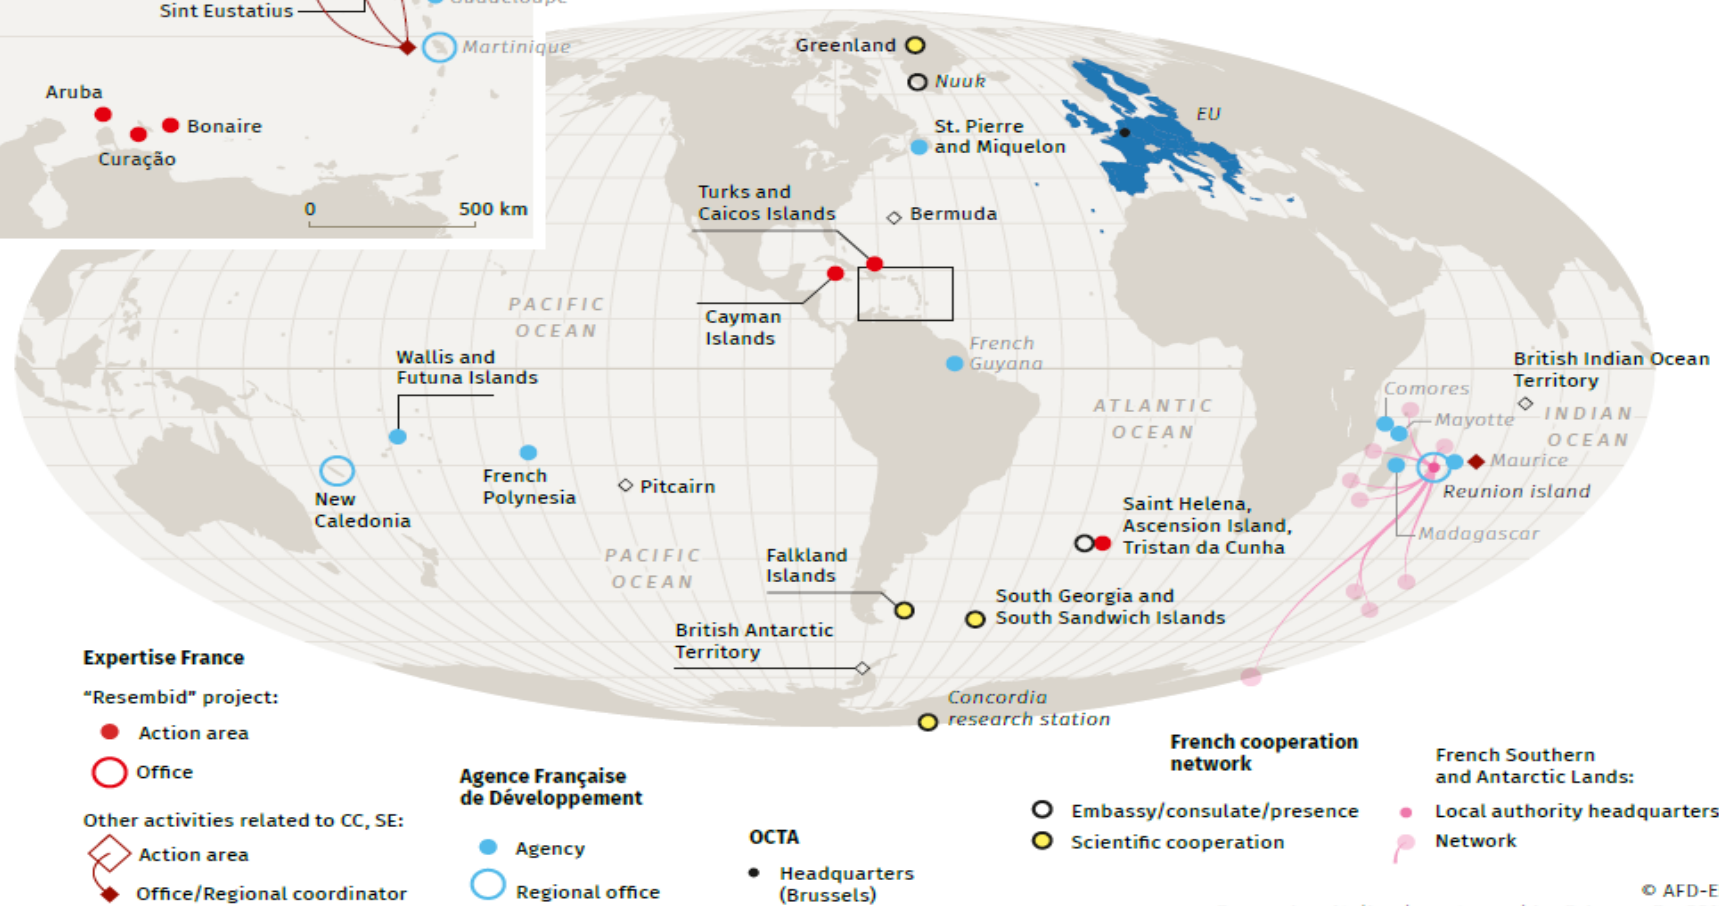 Sint Eustatius
Guadeloupe
Martinique
Aruba
Bonaire
Curaçao
0 500 km
Greenland
Nuuk
EU
St. Pierre
and Miquelon
Turks and
Caicos Islands
Bermuda
PACIFIC
OCEAN
Cayman
Islands
French
Guyana
Wallis and
Futuna Islands
British Indian Ocean
Territory
Comores
Mayotte
ATLANTIC
OCEAN
INDIAN
OCEAN
Maurice
Reunion island
Madagascar
New
Caledonia
French
Polynesia
Pitcairn
Saint Helena,
Ascension Island,
Tristan da Cunha
PACIFIC
OCEAN
Falkland
Islands
South Georgia and
South Sandwich Islands
British Antarctic
Territory
Concordia
research station
Expertise France
“Resembid” project:
Action area
Office
Other activities related to CC, SE:
Action area
Office/Regional coordinator
Agence Française
de Développement
Agency
Regional office
OCTA
Headquarters
(Brussels)
French cooperation
network
Embassy/consulate/presence
Scientific cooperation
French Southern
and Antarctic Lands:
Local authority headquarters
Network
© AFD-E